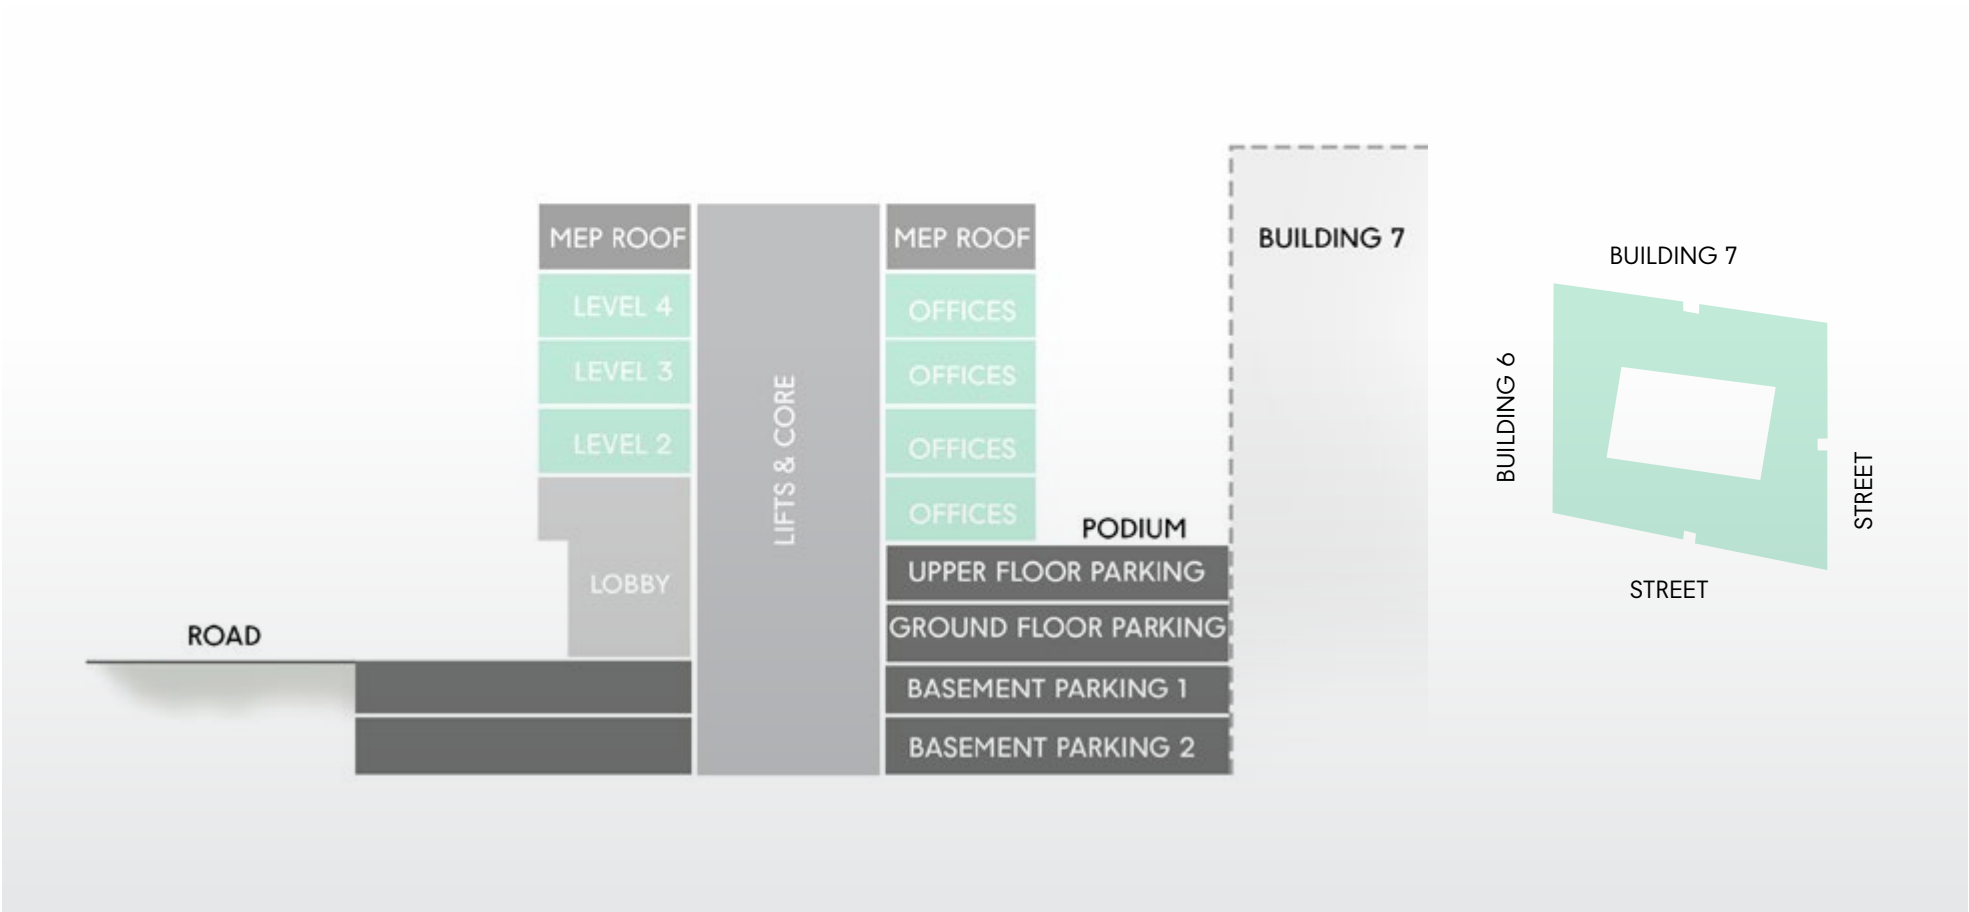 MEP ROOF
MEP ROOF
BUILDING 7
LEVEL 4
OFFICES
LEVEL 3
OFFICES
LEVEL 2
OFFICES
OFFICES
LIFTS & CORE
PODIUM
LOBBY
UPPER FLOOR PARKING
ROAD
GROUND FLOOR PARKING
BASEMENT PARKING 1
BASEMENT PARKING 2
BUILDING 7
BUILDING 6
STREET
STREET